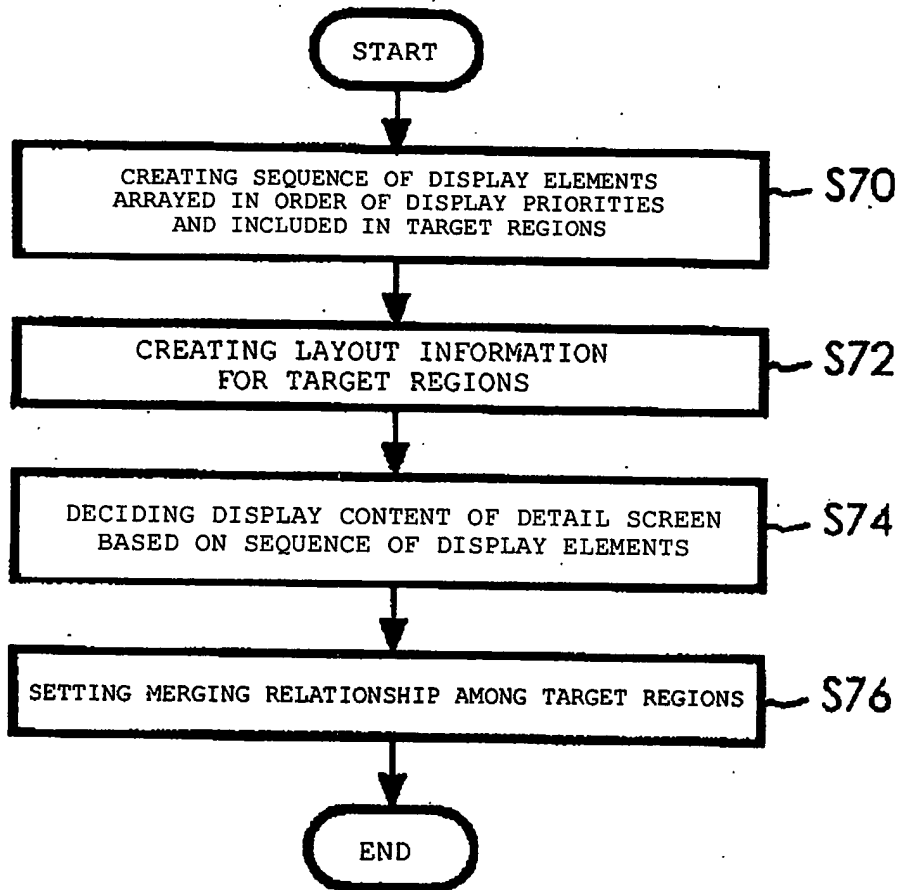 START
CREATING SEQUENCE OF DISPLAY ELEMENTS
ARRAYED IN ORDER OF DISPLAY PRIORITIES
AND INCLUDED IN TARGET REGIONS
S70
CREATING LAYOUT INFORMATION
FOR TARGET REGIONS
S72
DECIDING DISPLAY CONTENT OF DETAIL SCREEN
BASED ON SEQUENCE OF DISPLAY ELEMENTS
S74
SETTING MERGING RELATIONSHIP AMONG TARGET REGIONS
S76
END